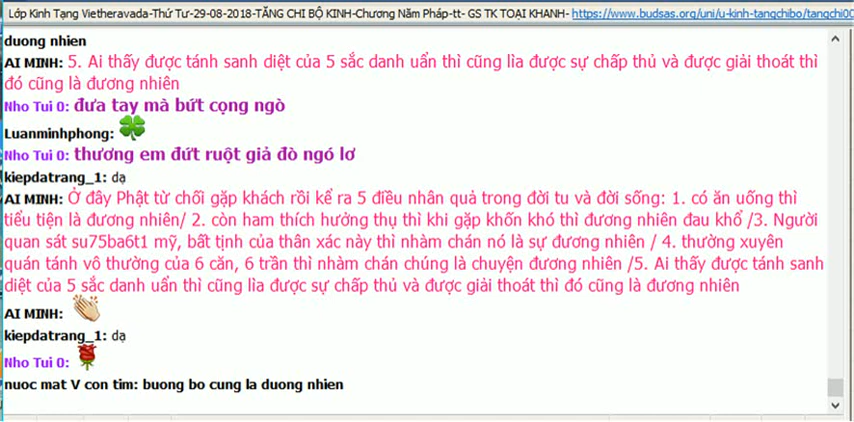 Lớp Kinh Tạng Vietheravada-Thứ Tư-29-08-2018-TĂNG CHI BỘ KINH-Chương Năm Pháp-tt- GS TK TOẠI KHANH- https://www.budsas.org/uni/u-kinh-tangchibo/tangchi00
duong nhien
AI MINH: 5. Ai thấy được tánh sanh diệt của 5 sắc danh uẩn thì cũng lìa được sự chấp thủ và được giải thoát thì
đó cũng là đương nhiên
Nho Tui 0: đưa tay mà bứt cọng ngò
Luanminhphong:
Nho Tui 0: thương em đứt ruột giả đò ngó lơ
kiepdatrang_1: dạ
AI MINH: Ở đây Phật từ chối gặp khách rồi kể ra 5 điều nhân quả trong đời tu và đời sống: 1. có ăn uống thì
tiểu tiện là đương nhiên/ 2. còn ham thích hưởng thụ thì khi gặp khốn khó thì đương nhiên đau khổ /3. Người
quan sát su75ba6t1 mỹ, bất tịnh của thân xác này thì nhàm chán nó là sự đương nhiên / 4. thường xuyên
quán tánh vô thường của 6 căn, 6 trần thì nhàm chán chúng là chuyện đương nhiên /5. Ai thấy được tánh sanh
diệt của 5 sắc danh uẩn thì cũng lìa được sự chấp thủ và được giải thoát thì đó cũng là đương nhiên
AI MINH:
kiepdatrang_1: dạ
Nho Tui 0:
nuoc mat V con tim: buong bo cung la duong nhien